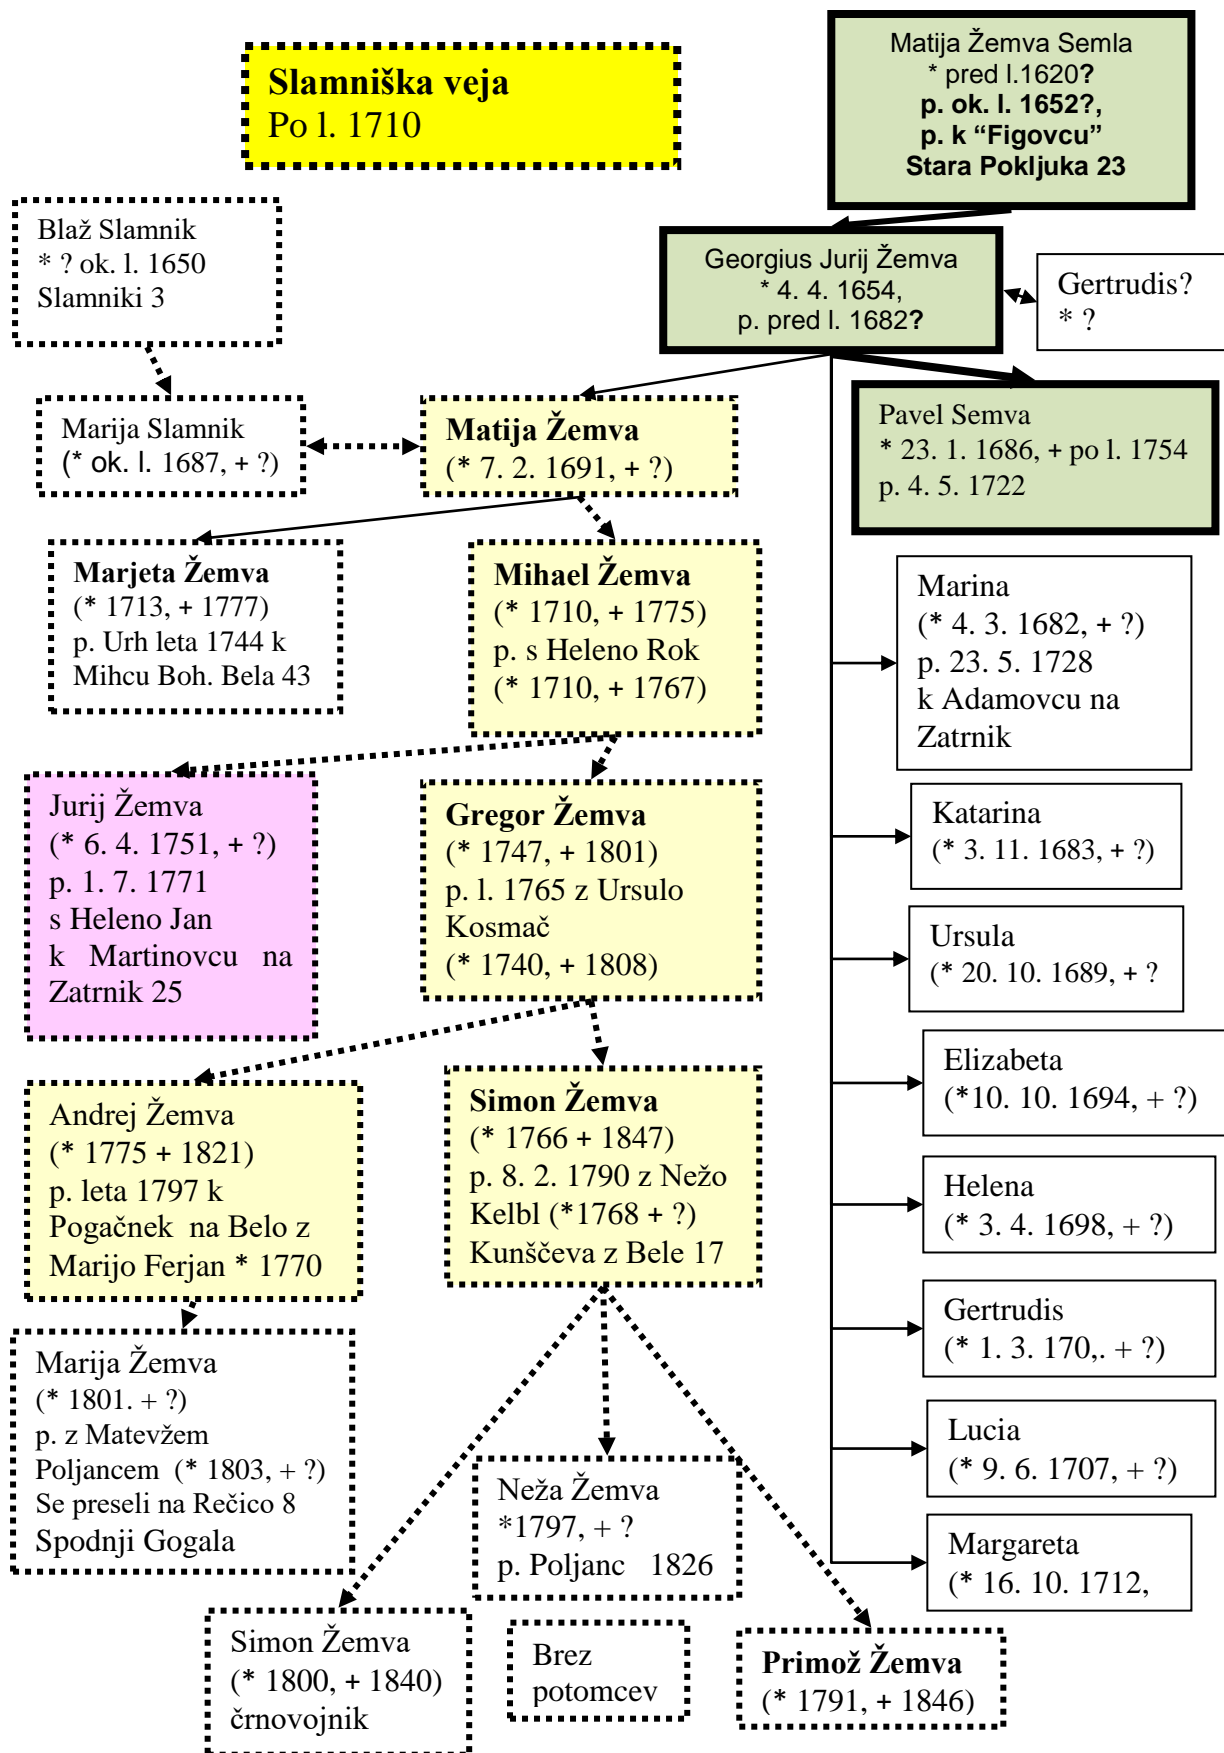 Slamniška veja
Po l. 1710
Matija Žemva Semla
* pred l.1620?
p. ok. l. 1652?,
p. k “Figovcu”
Stara Pokljuka 23
Blaž Slamnik
* ? ok. l. 1650
Slamniki 3
Georgius Jurij Žemva
* 4. 4. 1654,
p. pred l. 1682?
Gertrudis?
* ?
Marija Slamnik
(* ok. l. 1687, + ?)
Matija Žemva
(* 7. 2. 1691, + ?)
Pavel Semva
* 23. 1. 1686, + po l. 1754
p. 4. 5. 1722
Marjeta Žemva
(* 1713, + 1777)
p. Urh leta 1744 k
Mihcu Boh. Bela 43
Mihael Žemva
(* 1710, + 1775)
p. s Heleno Rok
(* 1710, + 1767)
Marina
(* 4. 3. 1682, + ?)
p. 23. 5. 1728
k Adamovcu na
Zatrnik
Jurij Žemva
(* 6. 4. 1751, + ?)
p. 1. 7. 1771
s Heleno Jan
k Martinovcu na
Zatrnik 25
Gregor Žemva
(* 1747, + 1801)
p. l. 1765 z Ursulo
Kosmač
(* 1740, + 1808)
Katarina
(* 3. 11. 1683, + ?)
Ursula
(* 20. 10. 1689, + ?
Elizabeta
(*10. 10. 1694, + ?)
Andrej Žemva
(* 1775 + 1821)
p. leta 1797 k
Pogačnek na Belo z
Marijo Ferjan * 1770
Simon Žemva
(* 1766 + 1847)
p. 8. 2. 1790 z Nežo
Kelbl (*1768 + ?)
Kunščeva z Bele 17
Helena
(* 3. 4. 1698, + ?)
Gertrudis
(* 1. 3. 170,. + ?)
Marija Žemva
(* 1801. + ?)
p. z Matevžem
Poljancem (* 1803, + ?)
Se preseli na Rečico 8
Spodnji Gogala
Lucia
(* 9. 6. 1707, + ?)
Neža Žemva
*1797, + ?
p. Poljanc 1826
Margareta
(* 16. 10. 1712,
Simon Žemva
(* 1800, + 1840)
črnovojnik
Brez
potomcev
Primož Žemva
(* 1791, + 1846)